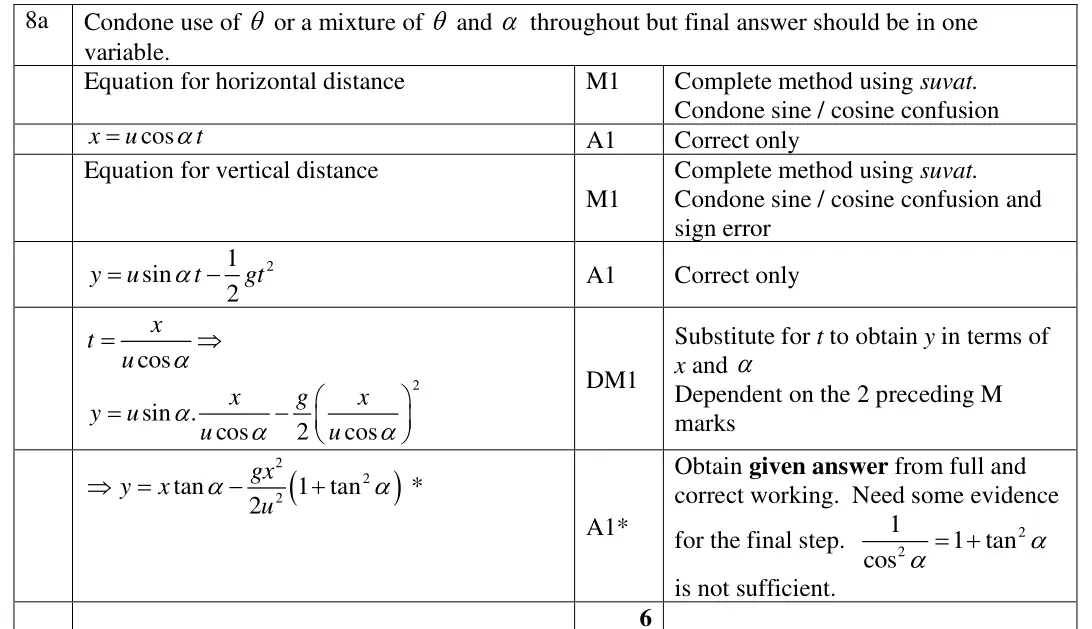 8a Condone use of θ or a mixture of θ and α throughout but final answer should be in one
variable.
Equation for horizontal distance M1 Complete method using suvat.
Condone sine / cosine confusion
x = u cos α t A1 Correct only
Equation for vertical distance M1 Complete method using suvat.
Condone sine / cosine confusion and
sign error
y = u sin α t − 1/2 gt² A1 Correct only
t = x/(u cos α) ⇒
y = u sin α . x/(u cos α) − g/2 (x/(u cos α))² DM1 Substitute for t to obtain y in terms of
x and α
Dependent on the 2 preceding M
marks
⇒ y = x tan α − gx²/2u² (1 + tan² α) * A1* Obtain given answer from full and
correct working. Need some evidence
for the final step. 1/cos² α = 1 + tan² α
is not sufficient.
6